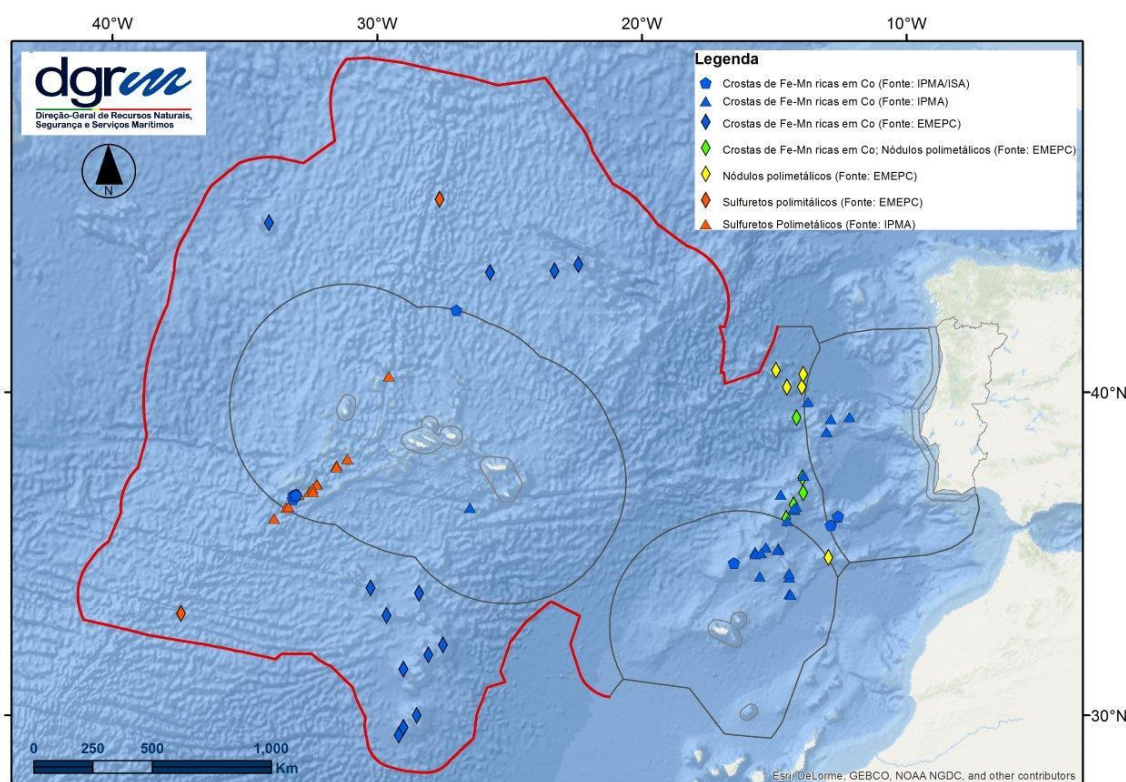 40°W
30°W
20°W
10°W
dgrm
Direção-Geral de Recursos Naturais,
Segurança e Serviços Marítimos
N
Legenda
Crostas de Fe-Mn ricas em Co (Fonte: IPMA/ISA)
Crostas de Fe-Mn ricas em Co (Fonte: IPMA)
Crostas de Fe-Mn ricas em Co (Fonte: EMEPC)
Crostas de Fe-Mn ricas em Co; Nódulos polimetálicos (Fonte: EMEPC)
Nódulos polimetálicos (Fonte: EMEPC)
Sulfuretos polimitálicos (Fonte: EMEPC)
Sulfuretos Polimetálicos (Fonte: IPMA)
40°N
40°N
30°N
30°N
0 250 500 1,000
Km
Esri, DeLorme, GEBCO, NOAA NGDC, and other contributors